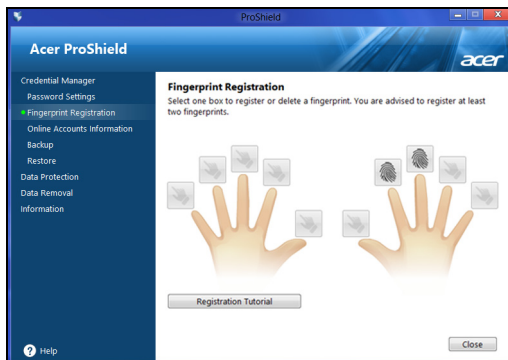 ProShield
Acer ProShield
acer
Credential Manager
Password Settings
Fingerprint Registration
Online Accounts Information
Backup
Restore
Data Protection
Data Removal
Information
Fingerprint Registration
Select one box to register or delete a fingerprint. You are advised to register at least
two fingerprints.
Registration Tutorial
? Help
Close